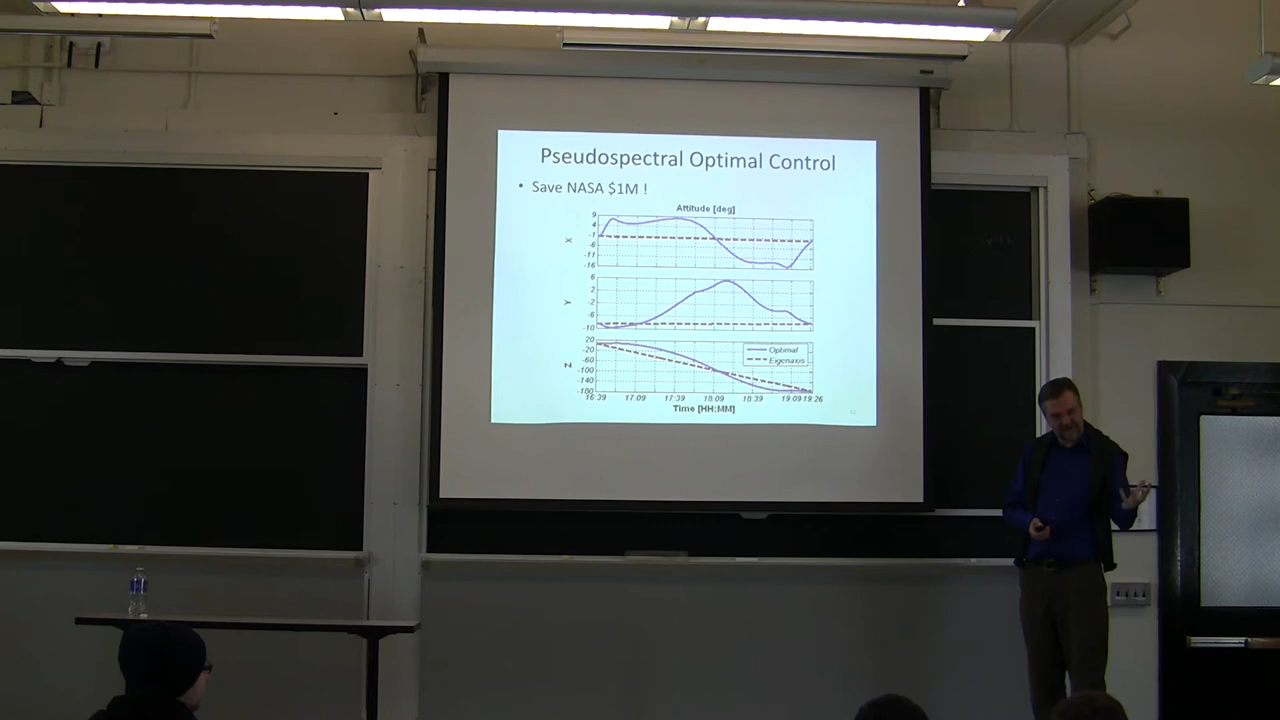 Pseudospectral Optimal Control
• Save NASA $1M !
Attitude [deg]
9
4
-1
X
-6
-11
-16
6
2
Y
-2
-6
-10
20
-20
-60
Z
-100
-140
-180
Optimal
Eigenaxis
16:39 17:09 17:39 18:09 18:39 19:09 19:26
Time [HH:MM]